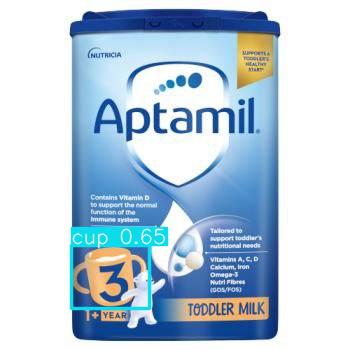 NUTRICIA
SUPPORTS A
TODDLER'S
HEALTHY
START*
Aptamil
Contains Vitamin D
to support the normal
function of the
immune system
cup 0.65
3
1+ YEAR
Tailored to
support toddler's
nutritional needs
Vitamins A, C, D
Calcium, Iron
Omega-3
Nutri Fibres
(GOS/FOS)
TODDLER MILK